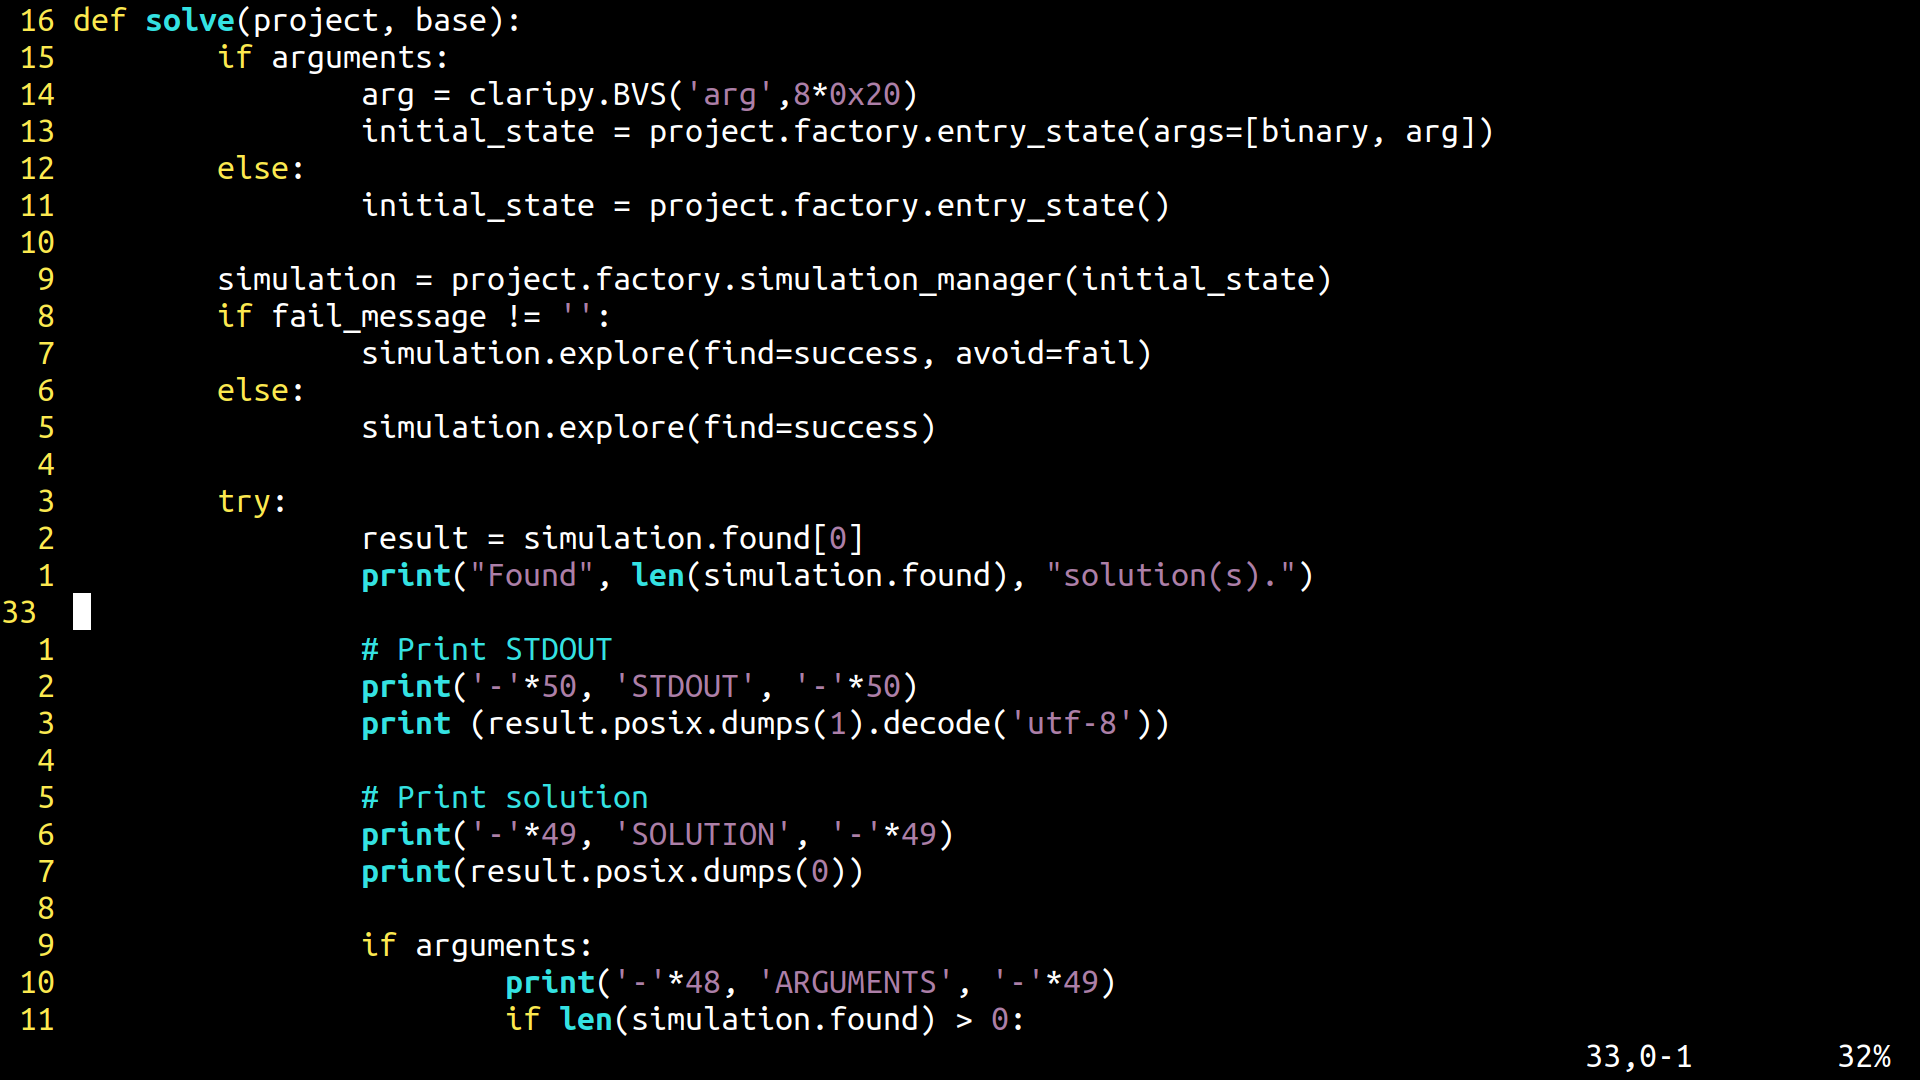 16 def solve(project, base):
15         if arguments:
14                 arg = claripy.BVS('arg',8*0x20)
13                 initial_state = project.factory.entry_state(args=[binary, arg])
12         else:
11                 initial_state = project.factory.entry_state()
10
 9         simulation = project.factory.simulation_manager(initial_state)
 8         if fail_message != '':
 7                 simulation.explore(find=success, avoid=fail)
 6         else:
 5                 simulation.explore(find=success)
 4
 3         try:
 2                 result = simulation.found[0]
 1                 print("Found", len(simulation.found), "solution(s).")
33
 1                 # Print STDOUT
 2                 print('-'*50, 'STDOUT', '-'*50)
 3                 print (result.posix.dumps(1).decode('utf-8'))
 4
 5                 # Print solution
 6                 print('-'*49, 'SOLUTION', '-'*49)
 7                 print(result.posix.dumps(0))
 8
 9                 if arguments:
10                         print('-'*48, 'ARGUMENTS', '-'*49)
11                         if len(simulation.found) > 0:
33,0-1        32%